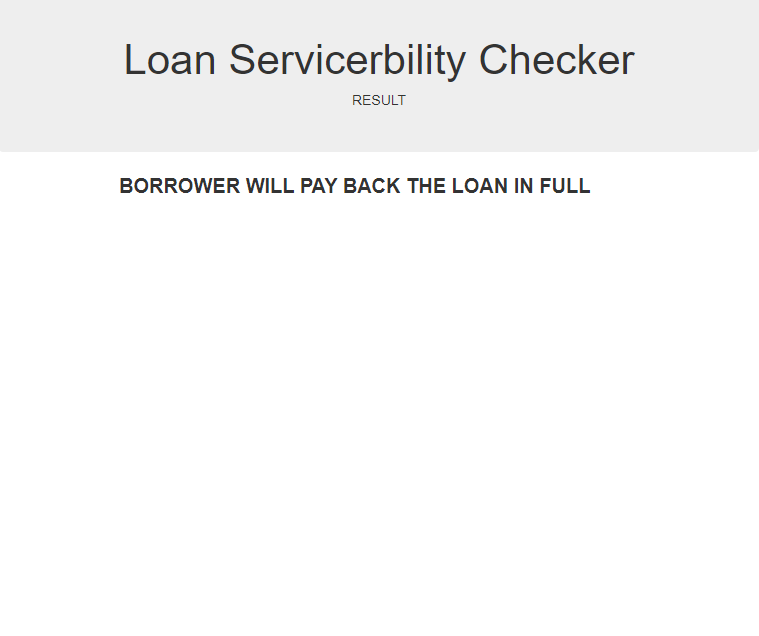 Loan Servicerbility Checker
RESULT
BORROWER WILL PAY BACK THE LOAN IN FULL